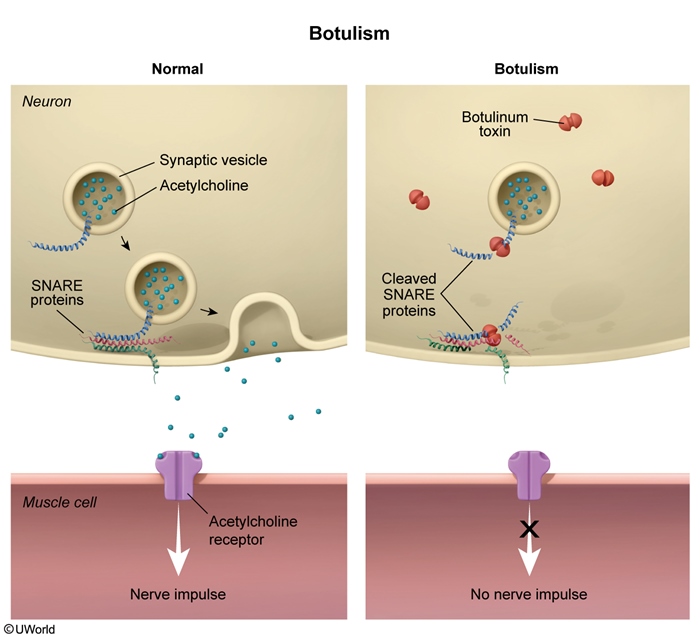 Botulism
Normal
Neuron
Synaptic vesicle
Acetylcholine
SNARE
proteins
Muscle cell
Acetylcholine
receptor
Nerve impulse
Botulism
Botulinum
toxin
Cleaved
SNARE
proteins
X
No nerve impulse
©UWorld